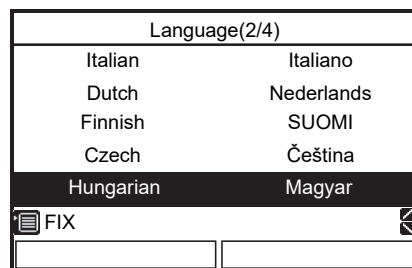 Language(2/4)
Italian Italiano
Dutch Nederlands
Finnish SUOMI
Czech Čeština
Hungarian Magyar
FIX